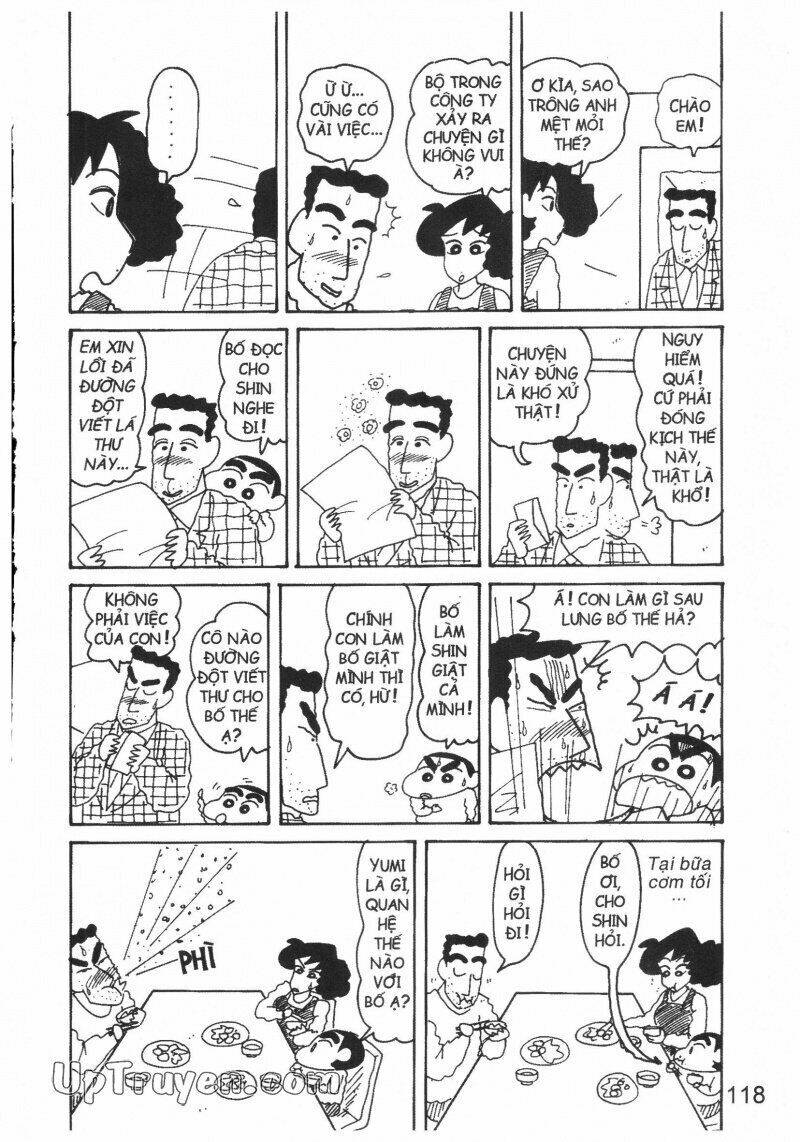 CHÀO
EM!
Ơ KÌA, SAO
TRÔNG ANH
MỆT MỎI
THẾ?
BỘ TRONG
CÔNG TY
XẢY RA
CHUYỆN GÌ
KHÔNG VUI
À?
Ừ Ừ...
CŨNG CÓ
VÀI VIỆC...
......
NGUY
HIỂM
QUÁ!
CỨ PHẢI
ĐÓNG
KỊCH THẾ
NÀY,
THẬT LÀ
KHỔ!
CHUYỆN
NÀY ĐÚNG
LÀ KHÓ XỬ
THẬT!
BỐ ĐỌC
CHO
SHIN
NGHE
ĐI!
EM XIN
LỖI ĐÃ
ĐƯỜNG
ĐỘT
VIẾT LÁ
THƯ
NÀY...
Á! CON LÀM GÌ SAU
LƯNG BỐ THẾ HẢ?
Á Á!
BỐ
LÀM
SHIN
GIẬT
CẢ
MÌNH!
CHÍNH
CON LÀM
BỐ GIẬT
MÌNH THÌ
CÓ, HỪ!
CÔ NÀO
ĐƯỜNG
ĐỘT VIẾT
THƯ CHO
BỐ THẾ
Ạ?
KHÔNG
PHẢI VIỆC
CỦA CON!
Tại bữa
cơm tối
...
BỐ
ƠI,
CHO
SHIN
HỎI.
HỎI
GÌ
HỎI
ĐI!
YUMI
LÀ GÌ,
QUAN
HỆ
THẾ
NÀO
VỚI
BỐ Ạ?
PHÌ
UpTruyen.com
118